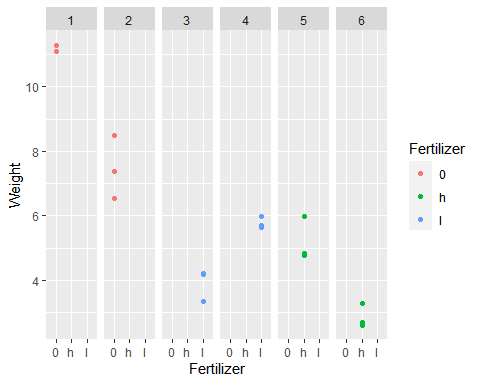 1 2 3 4 5 6
Weight
10
8
6
4
0 h l 0 h l 0 h l 0 h l 0 h l 0 h l
Fertilizer
Fertilizer
0
h
l